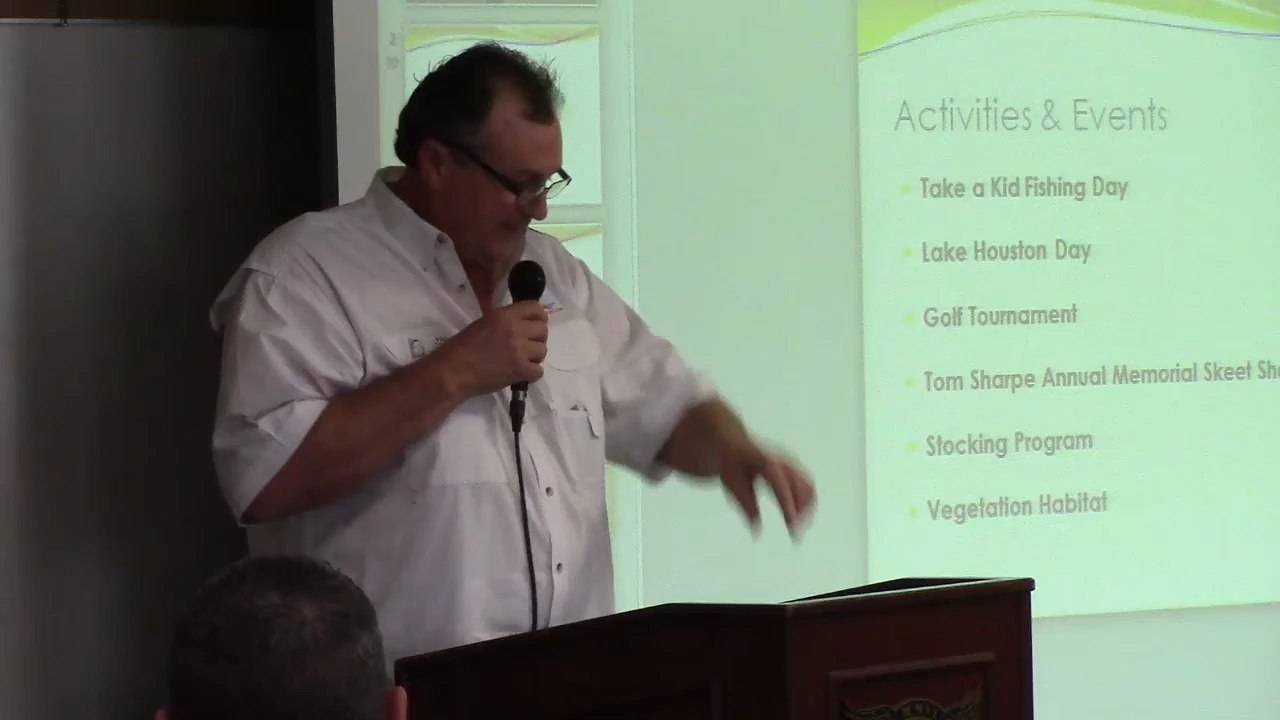 Activities & Events
Take a Kid Fishing Day
Lake Houston Day
Golf Tournament
Tom Sharpe Annual Memorial Skeet
Stocking Program
Vegetation Habitat